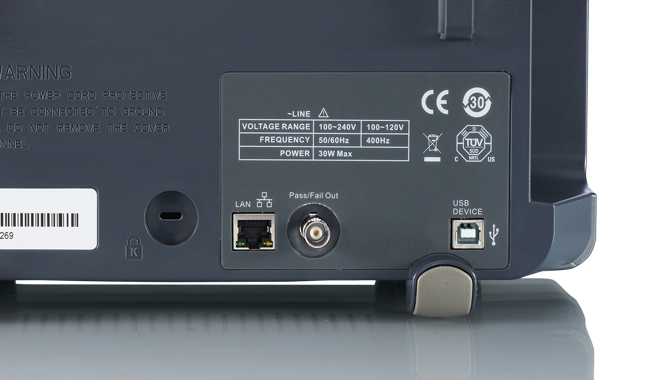 WARNING
THE POWER CORD PROTECTIVE
BE CONNECTED TO GROUND
DO NOT REMOVE THE COVER
269
K
~LINE
VOLTAGE RANGE 100~240V 100~120V
FREQUENCY 50/60Hz 400Hz
POWER 30W Max
CE 30
TÜV
C US
NRTL
LAN
Pass/Fail Out
USB
DEVICE